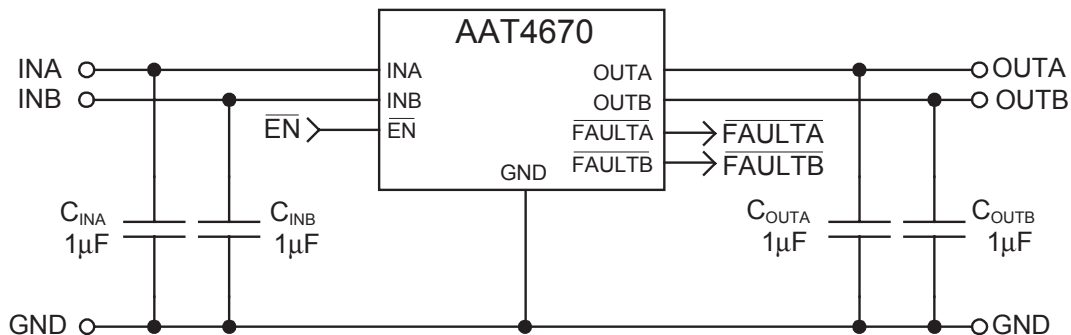 AAT4670
INA
INB
INA
INB
EN
EN
GND
OUTA
OUTB
FAULTA
FAULTB
OUTA
OUTB
FAULTA
FAULTB
CINA
1µF
CINB
1µF
COUTA
1µF
COUTB
1µF
GND
GND